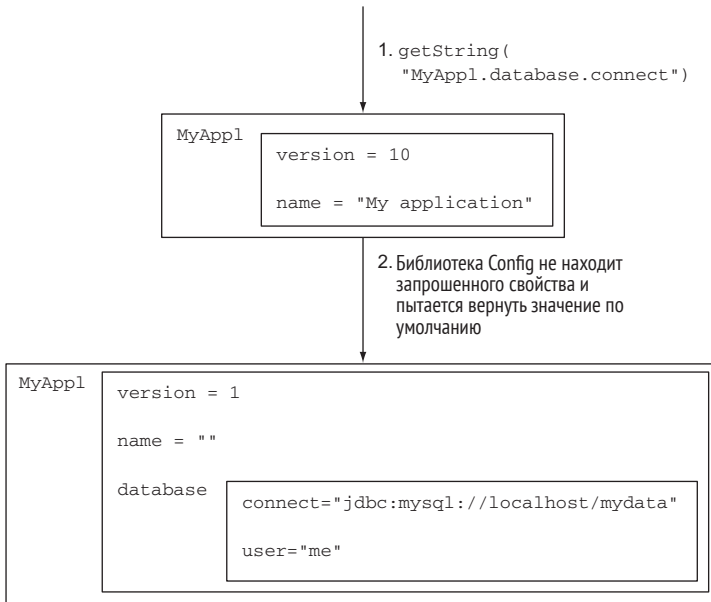 1. getString(
"MyAppl.database.connect")
MyAppl
version = 10
name = "My application"
2. Библиотека Config не находит
запрошенного свойства и
пытается вернуть значение по
умолчанию
MyAppl
version = 1
name = ""
database
connect="jdbc:mysql://localhost/mydata"
user="me"